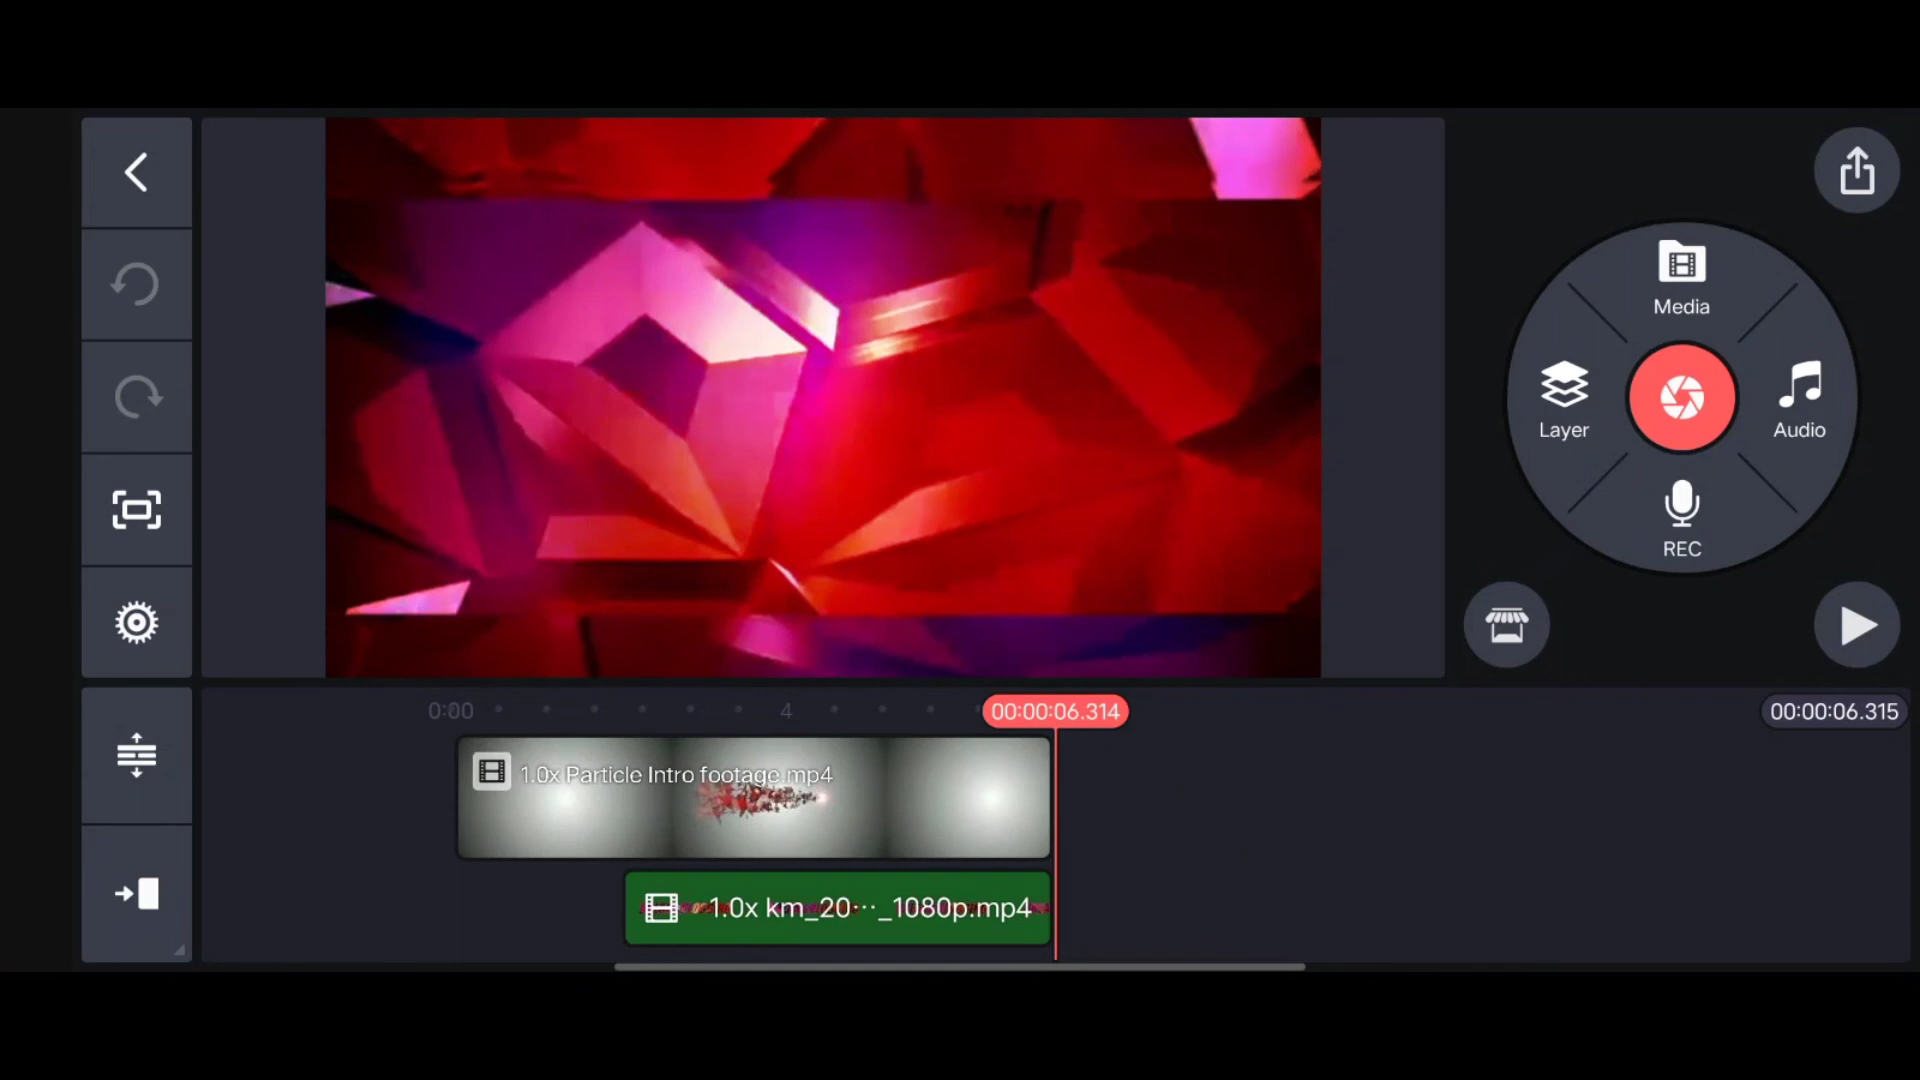 Media
Layer
Audio
REC
0:00
4
00:00:06.314
00:00:06.315
1.0x Particle Intro footage.mp4
1.0x km_20···_1080p.mp4